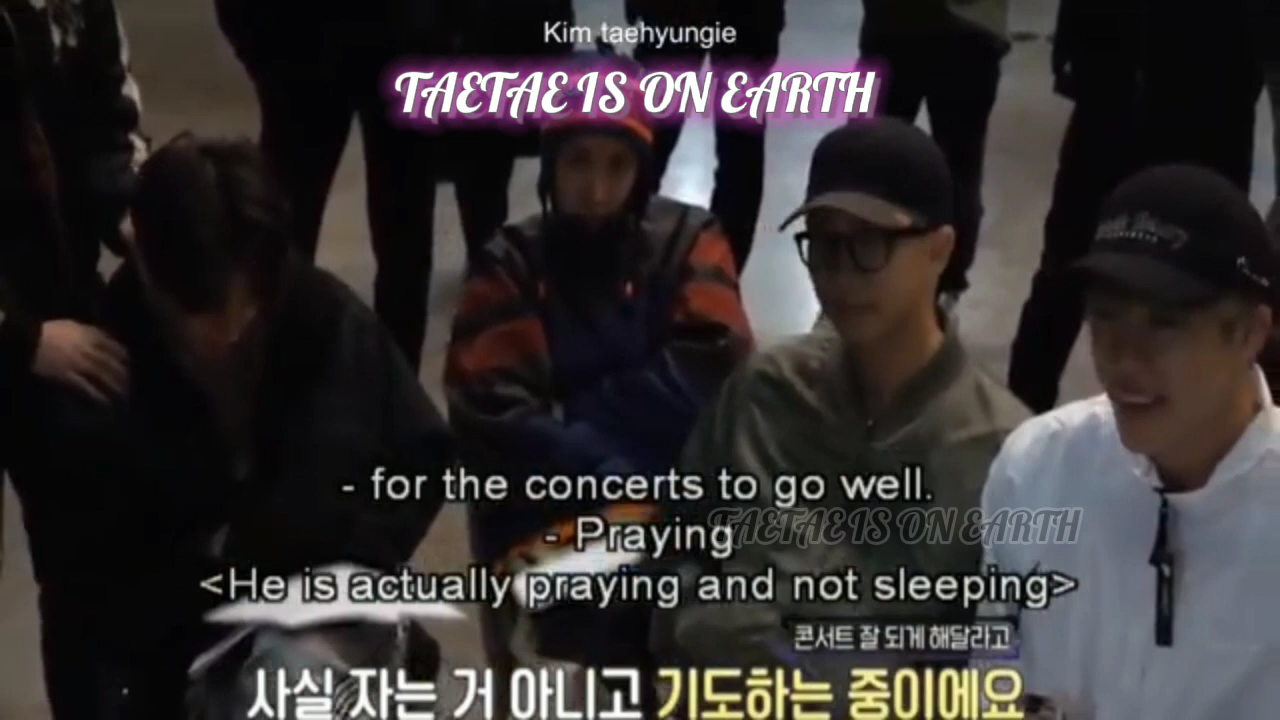 Kim taehyungie
TAETAE IS ON EARTH
- for the concerts to go well.
- Praying
TAETAE IS ON EARTH
<He is actually praying and not sleeping>
콘서트 잘 되게 해달라고
사실 자는 거 아니고 기도하는 중이에요